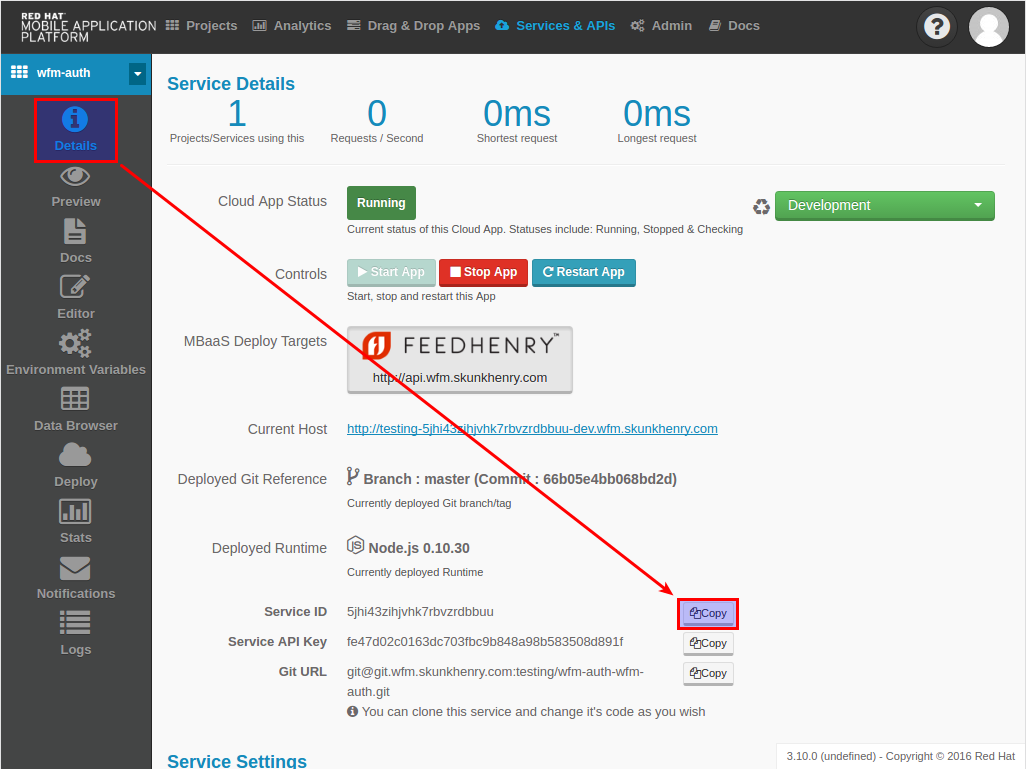 RED HAT
MOBILE APPLICATION
PLATFORM
Projects
Analytics
Drag & Drop Apps
Services & APIs
Admin
Docs
?
wfm-auth
Details
Preview
Docs
Editor
Environment Variables
Data Browser
Deploy
Stats
Notifications
Logs
Service Details
1
Projects/Services using this
0
Requests / Second
0ms
Shortest request
0ms
Longest request
Cloud App Status
Running
Development
Current status of this Cloud App. Statuses include: Running, Stopped & Checking
Controls
Start App
Stop App
Restart App
Start, stop and restart this App
MBaaS Deploy Targets
FEEDHENRY™
http://api.wfm.skunkhenry.com
Current Host
http://testing-5jhi43zihjvhk7rbvzrdbbuu-dev.wfm.skunkhenry.com
Deployed Git Reference
Branch : master (Commit : 66b05e4bb068bd2d)
Currently deployed Git branch/tag
Deployed Runtime
Node.js 0.10.30
Currently deployed Runtime
Service ID
5jhi43zihjvhk7rbvzrdbbuu
Copy
Service API Key
fe47d02c0163dc703fbc9b848a98b583508d891f
Copy
Git URL
git@git.wfm.skunkhenry.com:testing/wfm-auth-wfm-
auth.git
Copy
You can clone this service and change it's code as you wish
Service Settings
3.10.0 (undefined) - Copyright © 2016 Red Hat